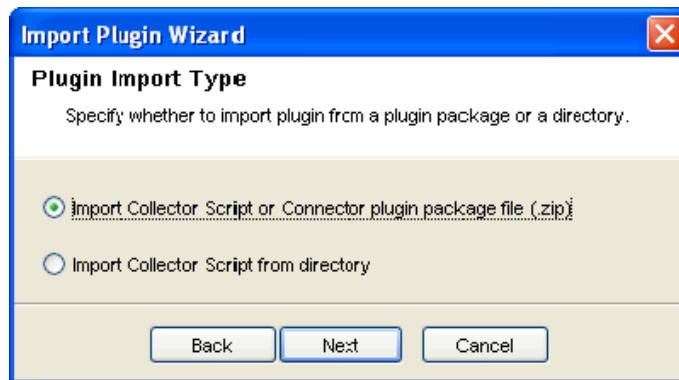 Import Plugin Wizard
Plugin Import Type
Specify whether to import plugin from a plugin package or a directory.
Import Collector Script or Connector plugin package file (.zip)
Import Collector Script from directory
Back Next Cancel